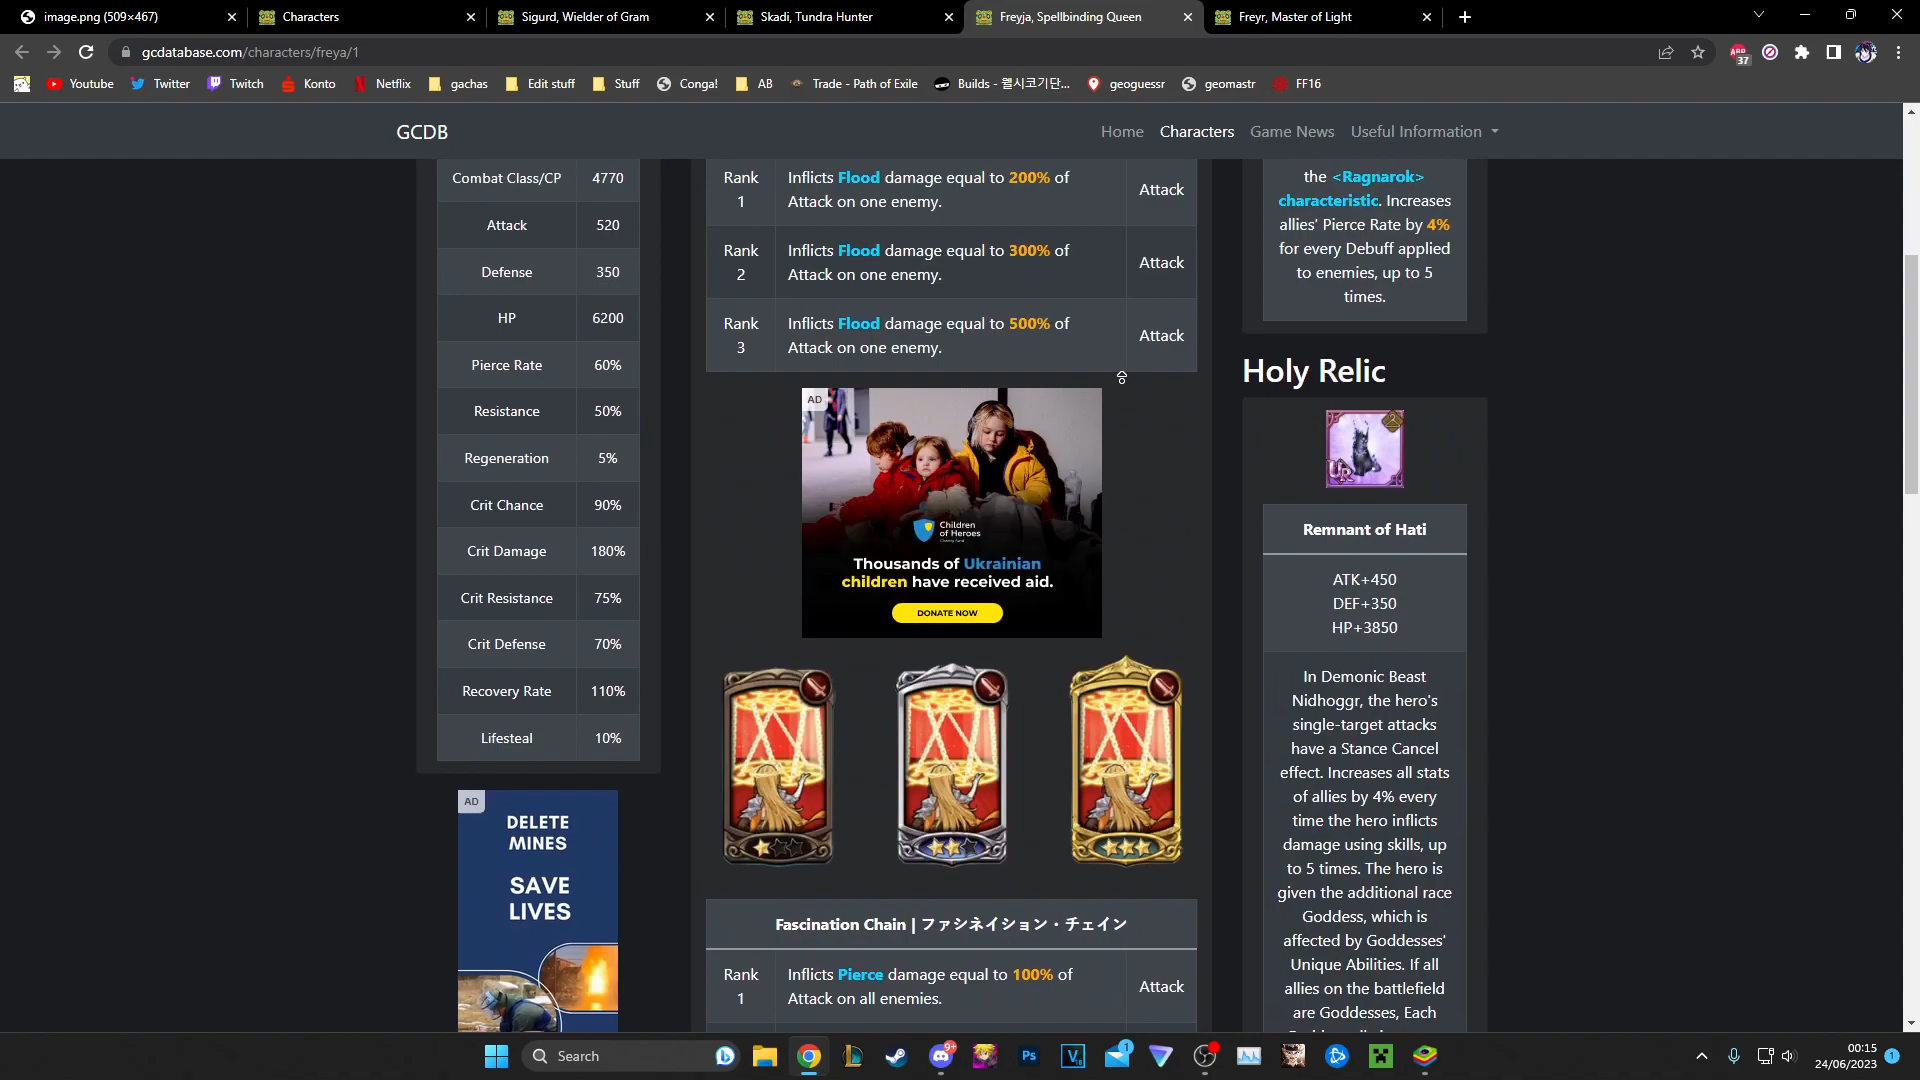 image.png (509×467)
Characters
Sigurd, Wielder of Gram
Skadi, Tundra Hunter
Freyja, Spellbinding Queen
Freyr, Master of Light
gcdatabase.com/characters/freya/1
37
Youtube
Twitter
Twitch
Konto
Netflix
gachas
Edit stuff
Stuff
Conga!
AB
Trade - Path of Exile
Builds - 웰시코기단...
geoguessr
geomastr
FF16
GCDB
Home
Characters
Game News
Useful Information
Combat Class/CP 4770
Attack 520
Defense 350
HP 6200
Pierce Rate 60%
Resistance 50%
Regeneration 5%
Crit Chance 90%
Crit Damage 180%
Crit Resistance 75%
Crit Defense 70%
Recovery Rate 110%
Lifesteal 10%
AD
DELETE
MINES
SAVE
LIVES
Rank
1
Inflicts Flood damage equal to 200% of
Attack on one enemy.
Attack
Rank
2
Inflicts Flood damage equal to 300% of
Attack on one enemy.
Attack
Rank
3
Inflicts Flood damage equal to 500% of
Attack on one enemy.
Attack
AD
Children
of Heroes
Thousands of Ukrainian
children have received aid.
DONATE NOW
Fascination Chain | ファシネイション・チェイン
Rank
1
Inflicts Pierce damage equal to 100% of
Attack on all enemies.
Attack
the <Ragnarok>
characteristic. Increases
allies' Pierce Rate by 4%
for every Debuff applied
to enemies, up to 5
times.
Holy Relic
UR
2
Remnant of Hati
ATK+450
DEF+350
HP+3850
In Demonic Beast
Nidhoggr, the hero's
single-target attacks
have a Stance Cancel
effect. Increases all stats
of allies by 4% every
time the hero inflicts
damage using skills, up
to 5 times. The hero is
given the additional race
Goddess, which is
affected by Goddesses'
Unique Abilities. If all
allies on the battlefield
are Goddesses, Each
Search
9+
Ps
1
00:15
24/06/2023
1